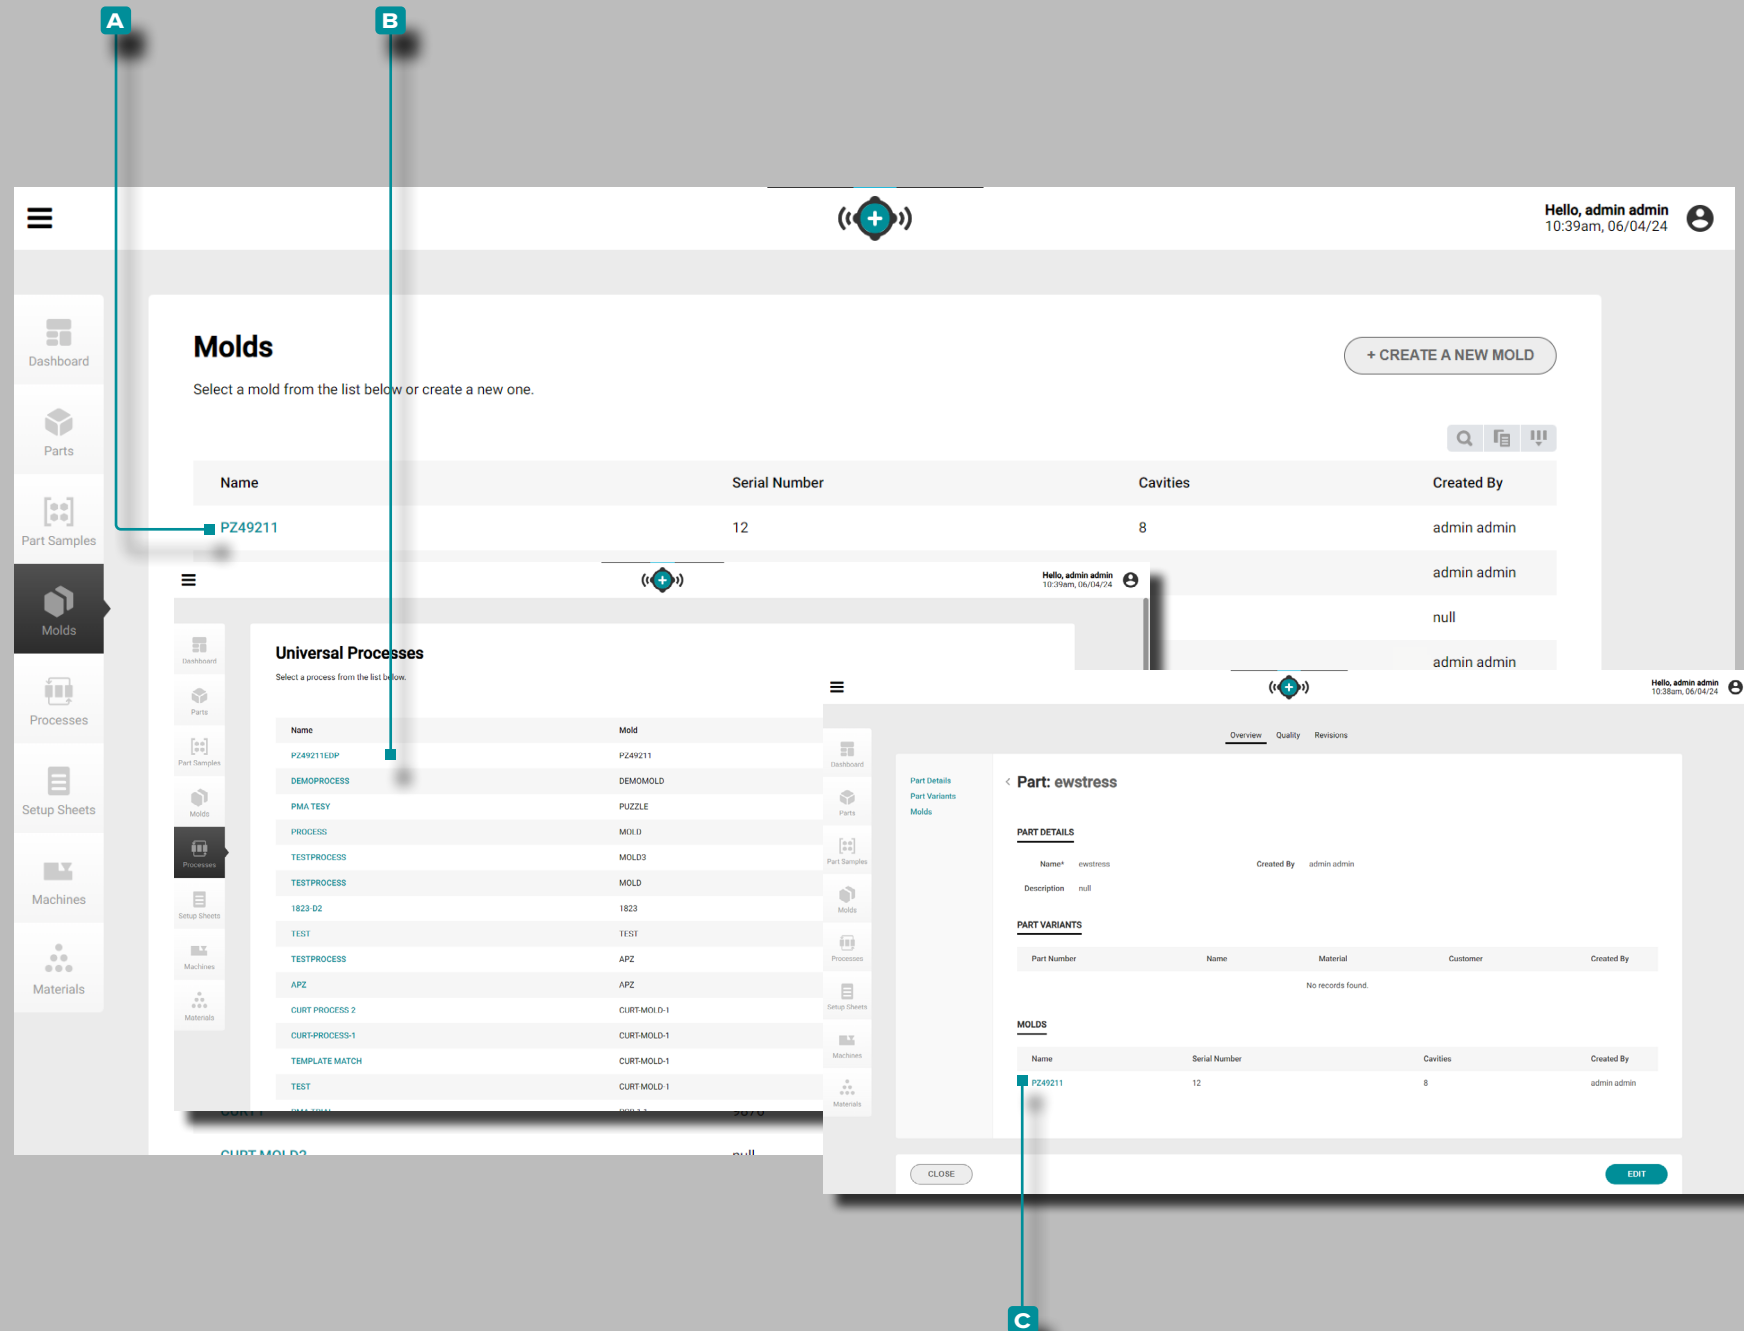 A
B
Hello, admin admin
10:39am, 06/04/24
Dashboard
Parts
Part Samples
Molds
Processes
Setup Sheets
Machines
Materials
Molds
+ CREATE A NEW MOLD
Select a mold from the list below or create a new one.
Name Serial Number Cavities Created By
PZ49211 12 8 admin admin
admin admin
null
admin admin
Hello, admin admin
10:39am, 06/04/24
Dashboard
Parts
Part Samples
Molds
Processes
Setup Sheets
Machines
Materials
Universal Processes
Select a process from the list below.
Name Mold
PZ49211EDP PZ49211
DEMOPROCESS DEMOMOLD
PMA TESY PUZZLE
PROCESS MOLD
TESTPROCESS MOLD3
TESTPROCESS MOLD
1823-D2 1823
TEST TEST
TESTPROCESS APZ
APZ APZ
CURT PROCESS 2 CURT-MOLD-1
CURT-PROCESS-1 CURT-MOLD-1
TEMPLATE MATCH CURT-MOLD-1
TEST CURT-MOLD-1
CURT-MOLD2 null
Hello, admin admin
10:38am, 06/04/24
Overview Quality Revisions
Dashboard
Parts
Part Samples
Molds
Processes
Setup Sheets
Machines
Materials
Part Details
Part Variants
Molds
< Part: ewstress
PART DETAILS
Name* ewstress Created By admin admin
Description null
PART VARIANTS
Part Number Name Material Customer Created By
No records found.
MOLDS
Name Serial Number Cavities Created By
PZ49211 12 8 admin admin
CLOSE
EDIT
C